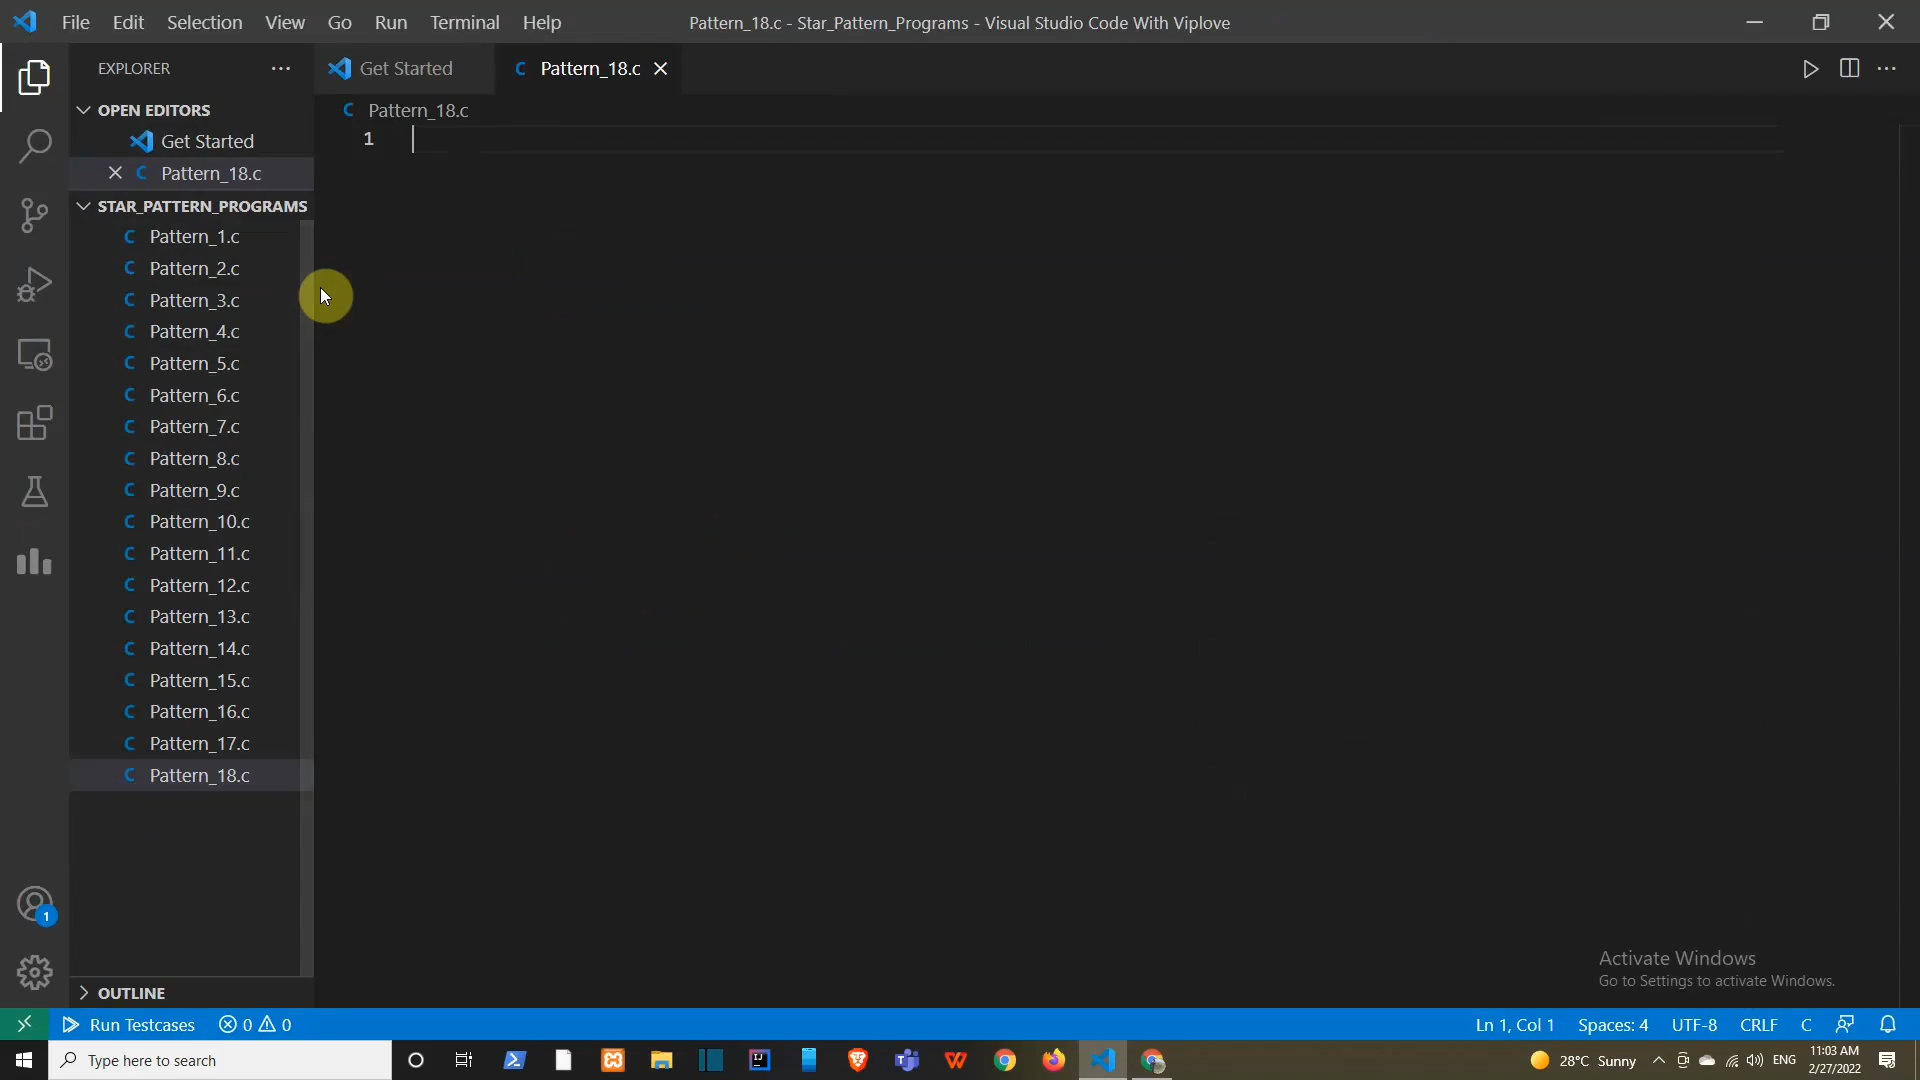 File Edit Selection View Go Run Terminal Help Pattern_18.c - Star_Pattern_Programs - Visual Studio Code With Viplove
EXPLORER Get Started Pattern_18.c
OPEN EDITORS Pattern_18.c
Get Started 1
Pattern_18.c
STAR_PATTERN_PROGRAMS
Pattern_1.c
Pattern_2.c
Pattern_3.c
Pattern_4.c
Pattern_5.c
Pattern_6.c
Pattern_7.c
Pattern_8.c
Pattern_9.c
Pattern_10.c
Pattern_11.c
Pattern_12.c
Pattern_13.c
Pattern_14.c
Pattern_15.c
Pattern_16.c
Pattern_17.c
Pattern_18.c
1
Activate Windows
Go to Settings to activate Windows.
OUTLINE
Run Testcases 0 0 Ln 1, Col 1 Spaces: 4 UTF-8 CRLF C
Type here to search 28°C Sunny ENG 11:03 AM
2/27/2022